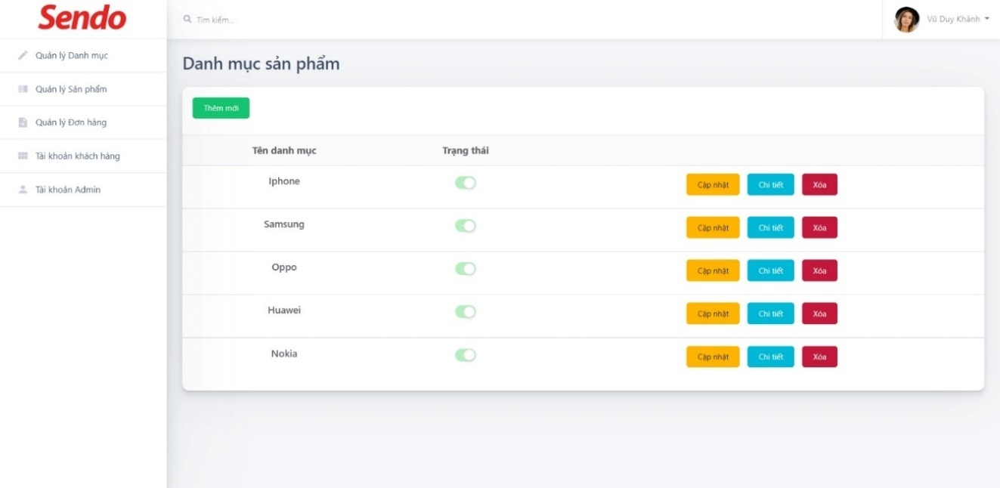 Sendo
Tìm kiếm...
Vũ Duy Khánh
Quản lý Danh mục
Quản lý Sản phẩm
Quản lý Đơn hàng
Tài khoản khách hàng
Tài khoản Admin
Danh mục sản phẩm
Thêm mới
Tên danh mục Trạng thái
Iphone Cập nhật Chi tiết Xóa
Samsung Cập nhật Chi tiết Xóa
Oppo Cập nhật Chi tiết Xóa
Huawei Cập nhật Chi tiết Xóa
Nokia Cập nhật Chi tiết Xóa